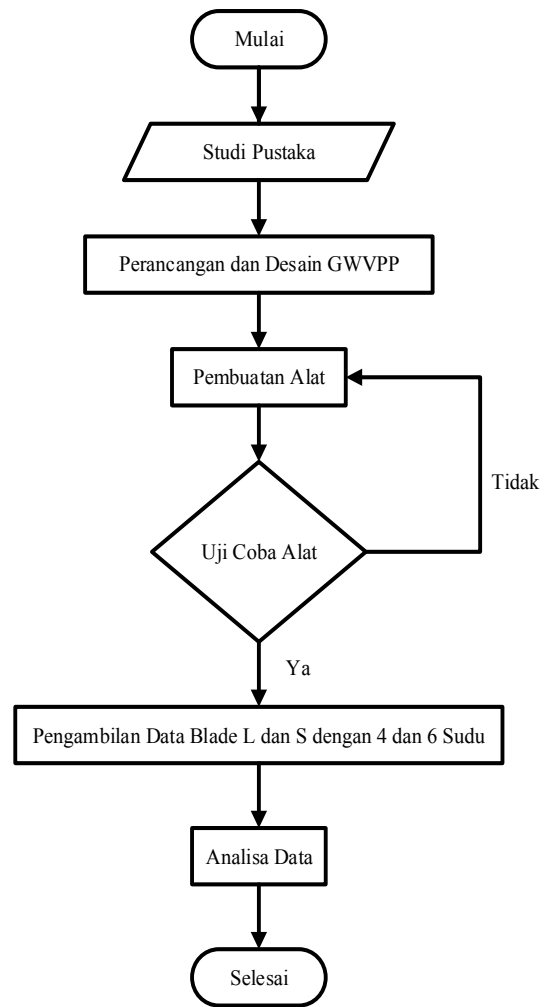 Mulai
Studi Pustaka
Perancangan dan Desain GWVPP
Pembuatan Alat
Tidak
Uji Coba Alat
Ya
Pengambilan Data Blade L dan S dengan 4 dan 6 Sudu
Analisa Data
Selesai